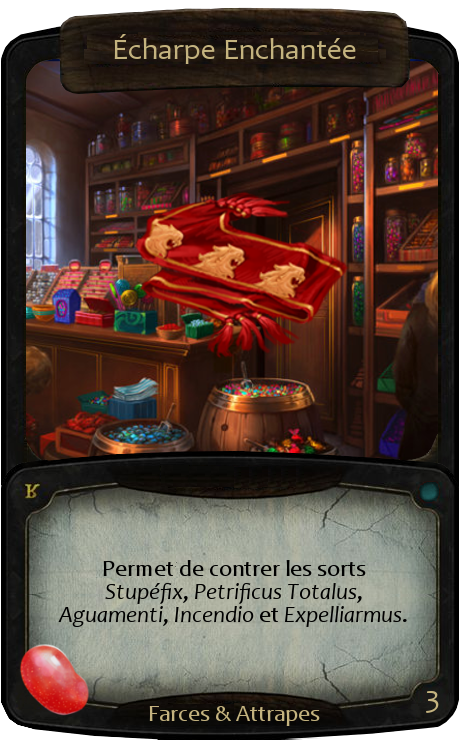 Écharpe Enchantée
Permet de contrer les sorts
Stupéfix, Petrificus Totalus,
Aguamenti, Incendio et Expelliarmus.
Farces & Attrapes
3